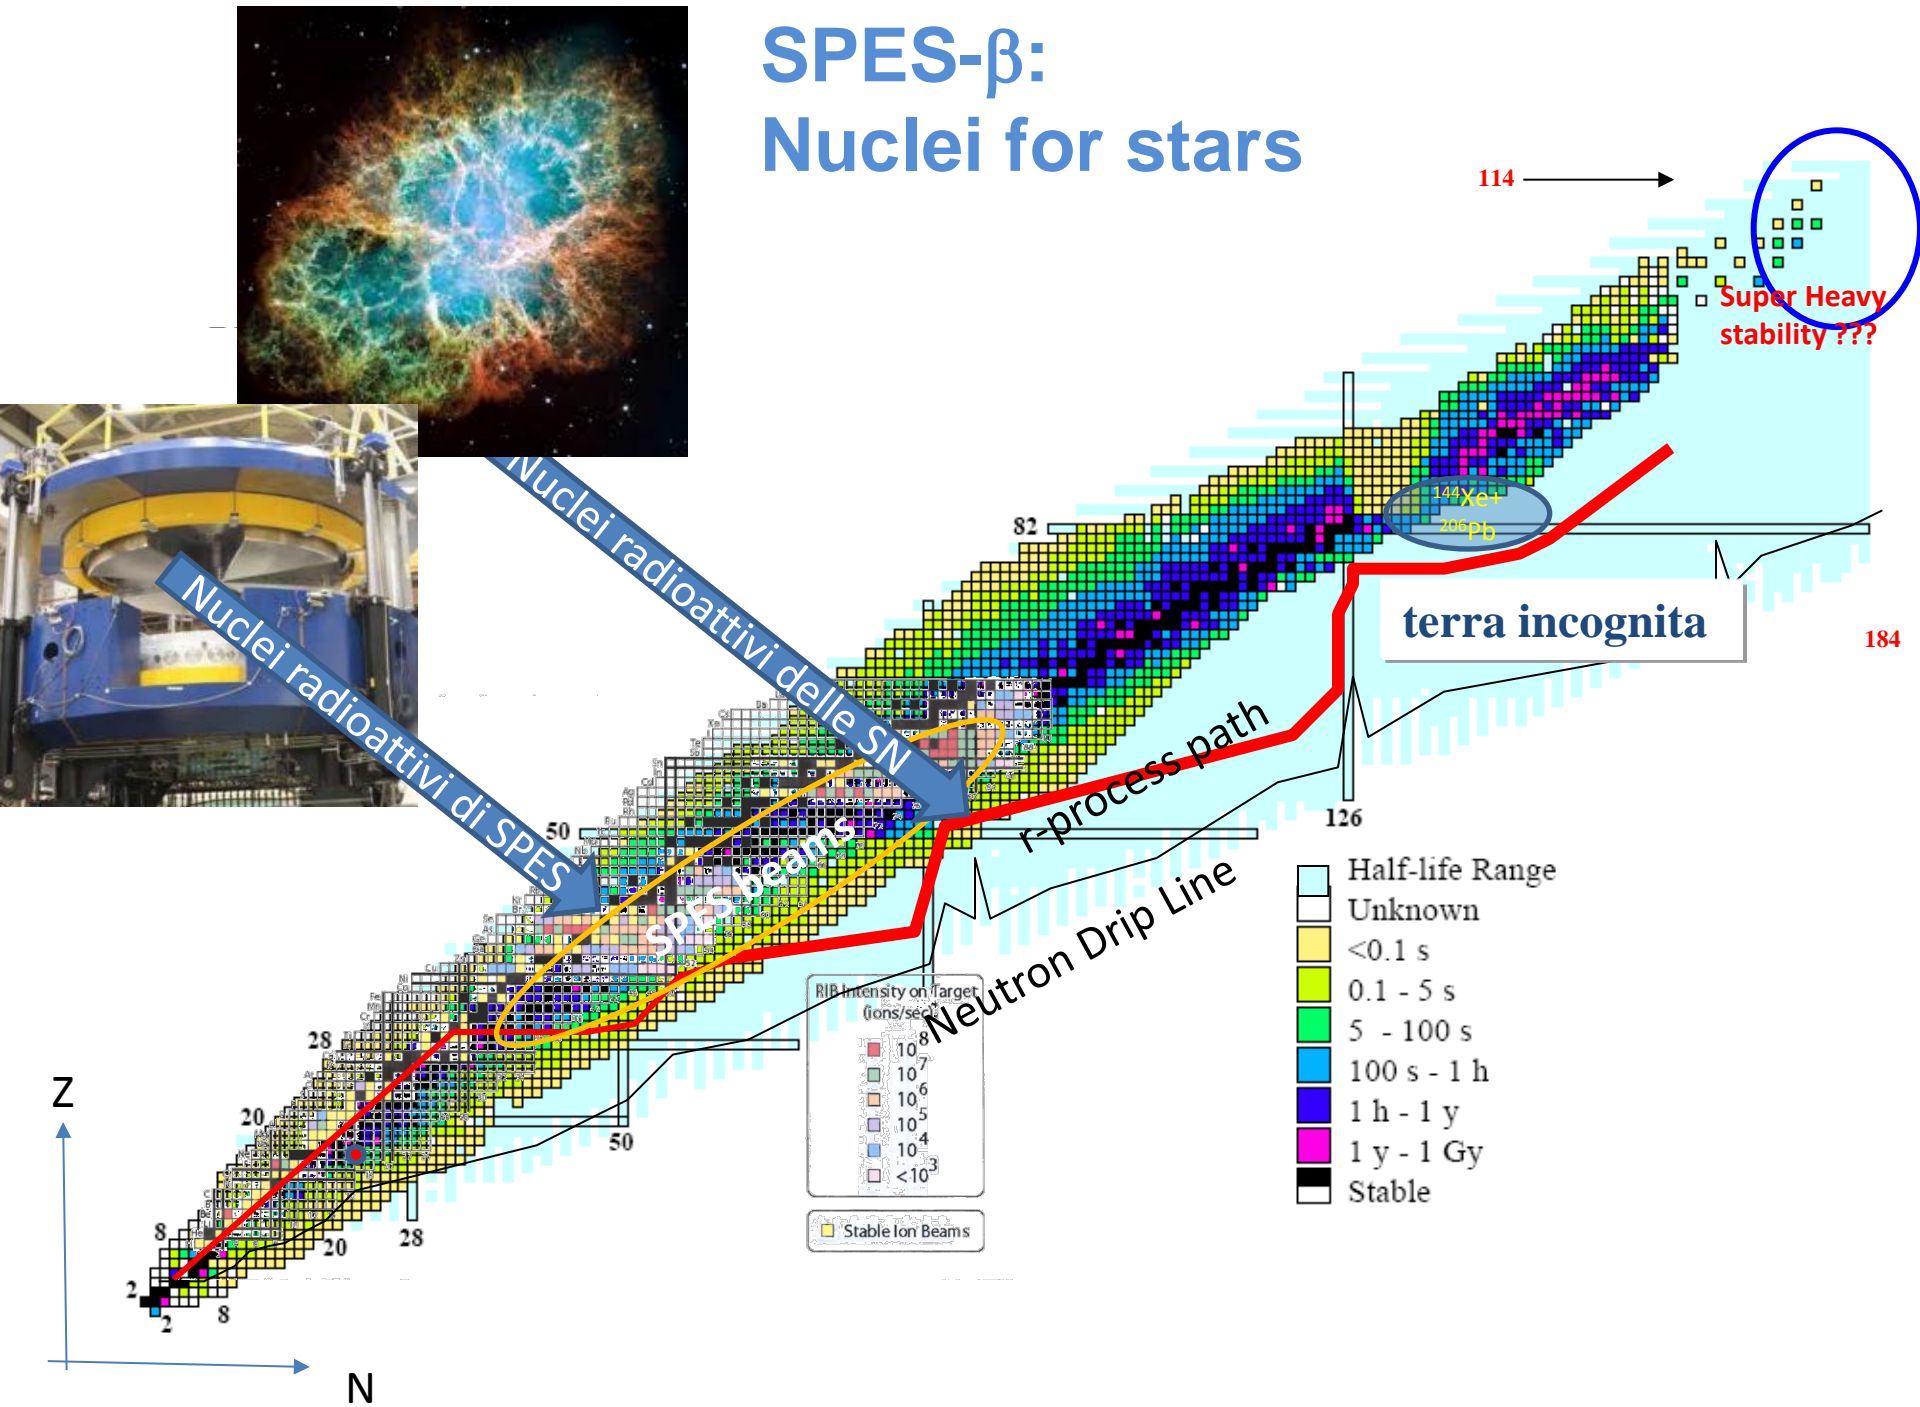 SPES-β:
Nuclei for stars
114
Super Heavy
stability ???
Nuclei radioattivi delle SN
Nuclei radioattivi di SPES
144Xe+
206Pb
82
terra incognita
184
r-process path
Neutron Drip Line
SPES beams
50
126
Half-life Range
Unknown
<0.1 s
0.1 - 5 s
5 - 100 s
100 s - 1 h
1 h - 1 y
1 y - 1 Gy
Stable
RIB Intensity on Target
(ions/sec)
10^8
10^7
10^6
10^5
10^4
<10^3
Stable Ion Beams
28
20
50
28
20
8
8
2
2
Z
N